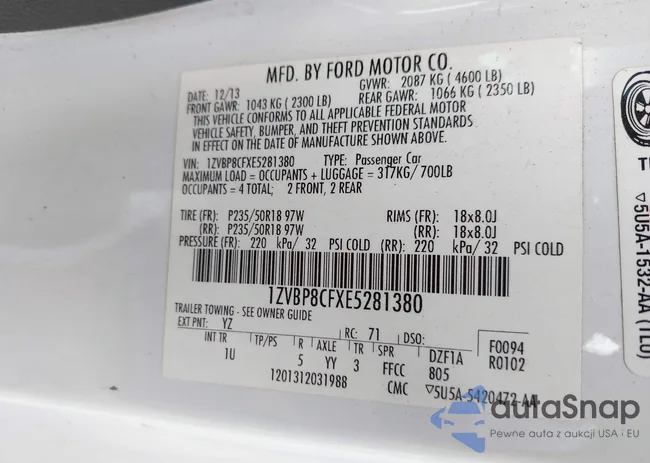 MFD. BY FORD MOTOR CO.
DATE: 12/13 GVWR: 2087 KG ( 4600 LB)
FRONT GAWR: 1043 KG ( 2300 LB) REAR GAWR: 1066 KG ( 2350 LB)
THIS VEHICLE CONFORMS TO ALL APPLICABLE FEDERAL MOTOR
VEHICLE SAFETY, BUMPER, AND THEFT PREVENTION STANDARDS
IN EFFECT ON THE DATE OF MANUFACTURE SHOWN ABOVE.
VIN: 1ZVBP8CFXE5281380 TYPE: Passenger Car
MAXIMUM LOAD = OCCUPANTS + LUGGAGE = 317KG/ 700LB
OCCUPANTS = 4 TOTAL; 2 FRONT, 2 REAR
TIRE (FR): P235/50R18 97W RIMS (FR): 18x8.0J
(RR): P235/50R18 97W (RR): 18x8.0J
PRESSURE (FR): 220 kPa/ 32 PSI COLD (RR): 220 kPa/ 32 PSI COLD
1ZVBP8CFXE5281380
TRAILER TOWING - SEE OWNER GUIDE
EXT PNT: YZ RC: 71 DSO: F0094
INT TR TP/PS R AXLE TR SPR DZF1A R0102
1U 5 YY 3 FFCC 805
1201312031988 CMC ▽5U5A-5420472-AA
▽5U5A-1532-AA (TLU)
autaSnap
Pewne auta z aukcji USA i EU